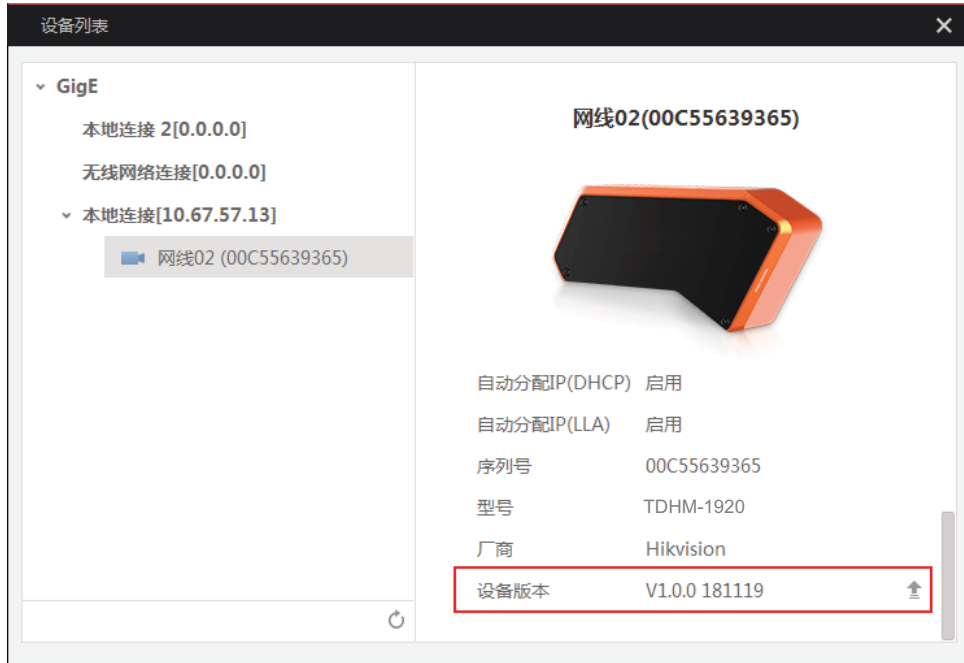 设备列表
GigE
本地连接 2[0.0.0.0]
无线网络连接[0.0.0.0]
本地连接[10.67.57.13]
网线02 (00C55639365)
网线02(00C55639365)
自动分配IP(DHCP) 启用
自动分配IP(LLA) 启用
序列号 00C55639365
型号 TDHM-1920
厂商 Hikvision
设备版本 V1.0.0 181119